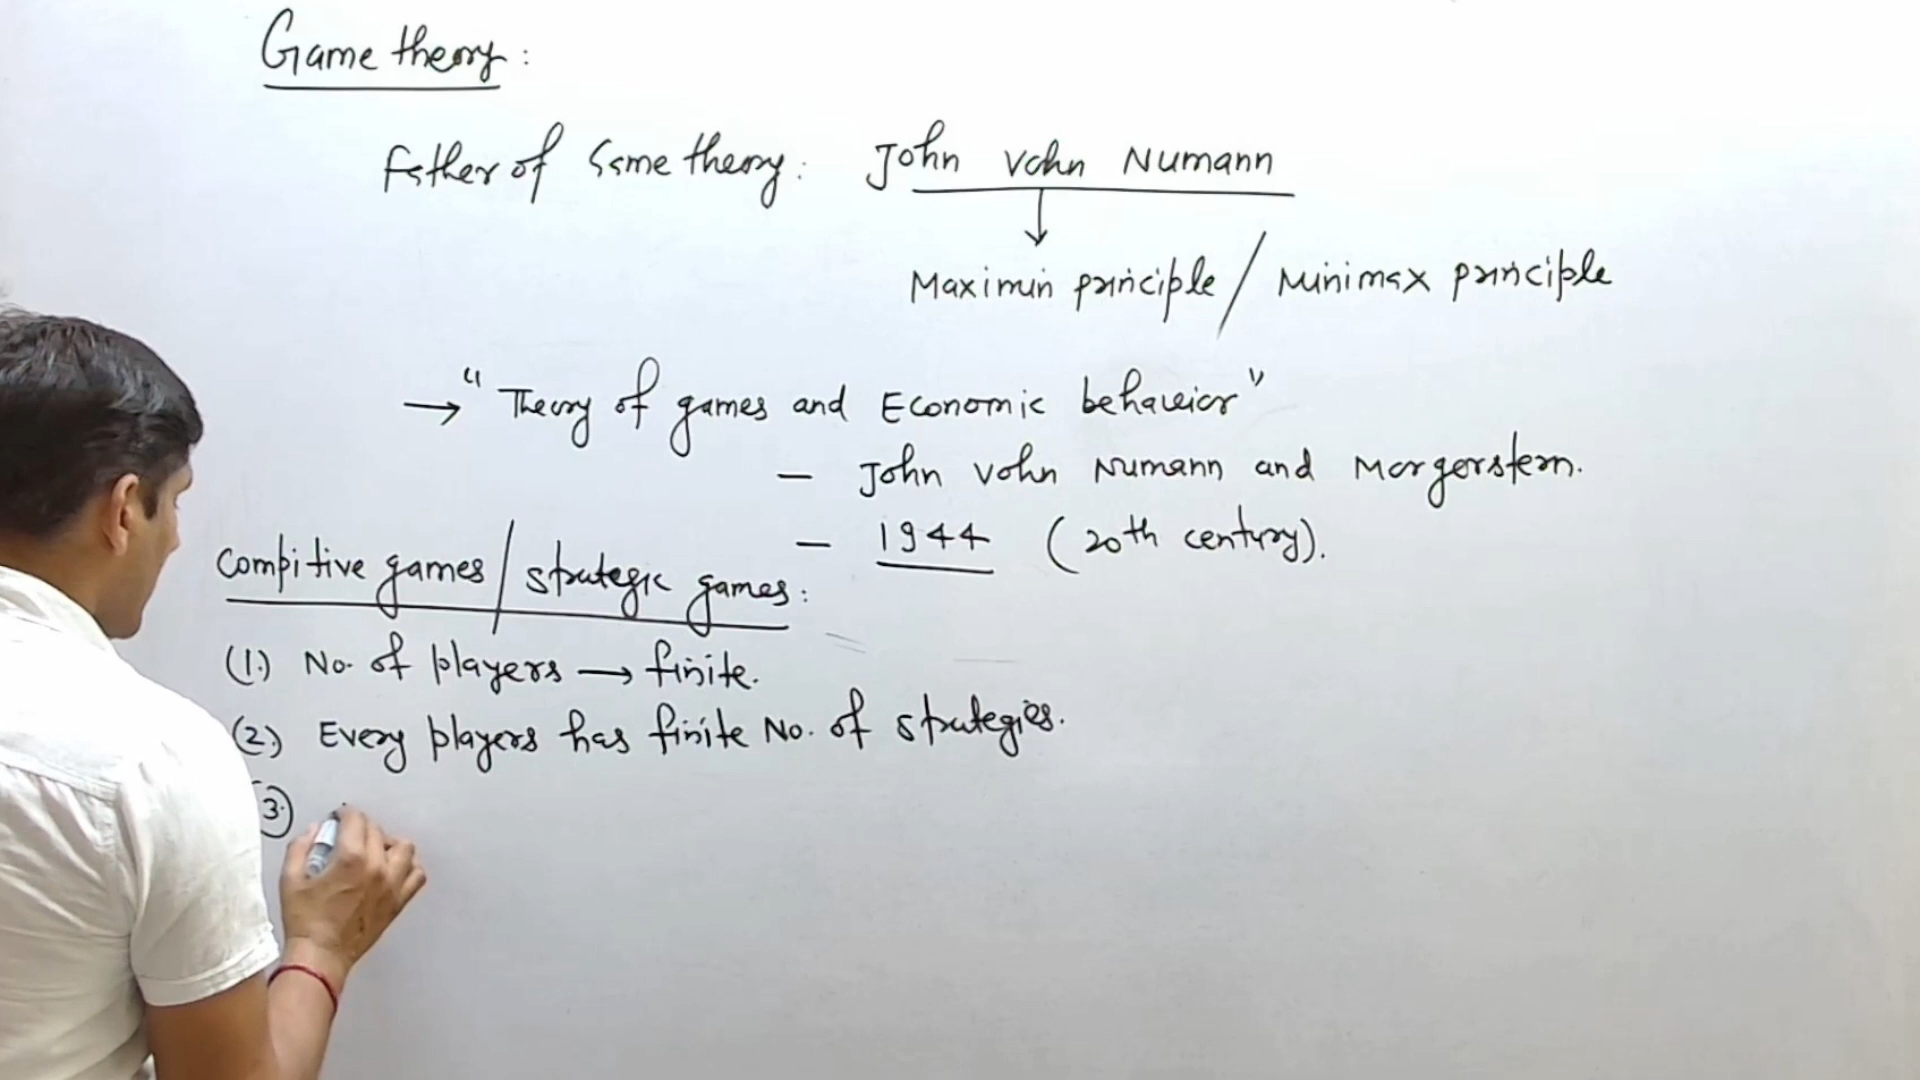 Game theory:
Father of Game theory: John Vohn Numann
Maximin principle / Minimax principle
→ "Theory of games and Economic behaveior"
– John Vohn Numann and Morgerstern.
– 1944 (20th century).
Compitive games / strategic games:
(1.) No. of players → finite.
(2.) Every players has finite No. of strategies.
(3.)